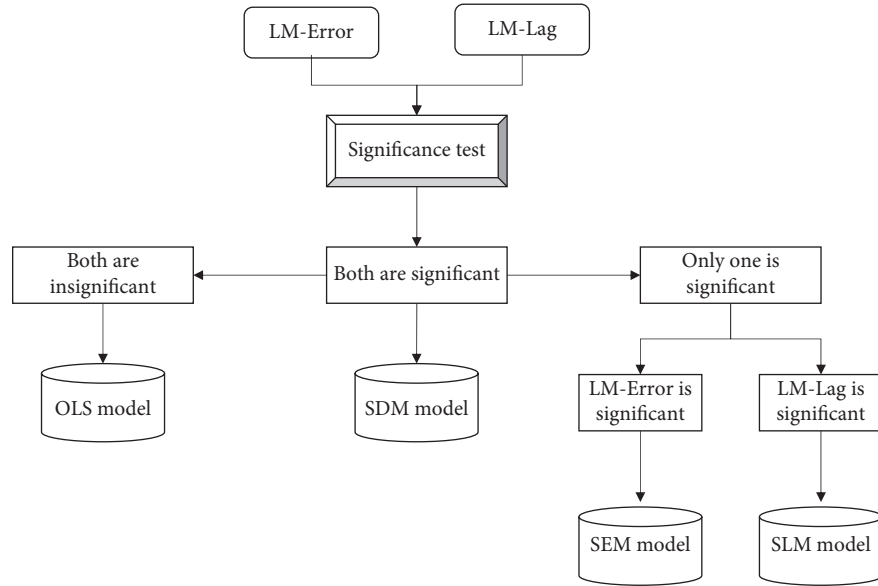 LM-Error
LM-Lag
Significance test
Both are
insignificant
Both are significant
Only one is
significant
OLS model
SDM model
LM-Error is
significant
LM-Lag is
significant
SEM model
SLM model